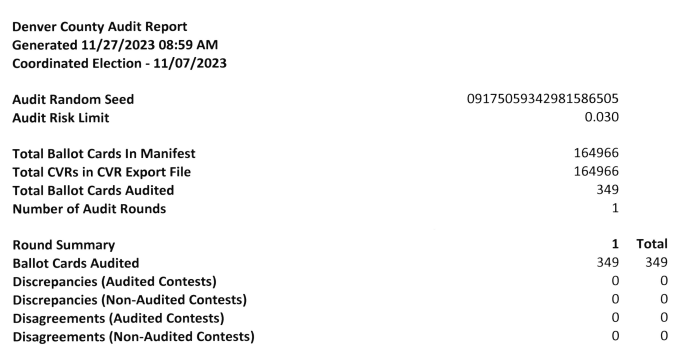 Denver County Audit Report
Generated 11/27/2023 08:59 AM
Coordinated Election - 11/07/2023
Audit Random Seed 09175059342981586505
Audit Risk Limit 0.030
Total Ballot Cards In Manifest 164966
Total CVRs in CVR Export File 164966
Total Ballot Cards Audited 349
Number of Audit Rounds 1
Round Summary 1 Total
Ballot Cards Audited 349 349
Discrepancies (Audited Contests) 0 0
Discrepancies (Non-Audited Contests) 0 0
Disagreements (Audited Contests) 0 0
Disagreements (Non-Audited Contests) 0 0